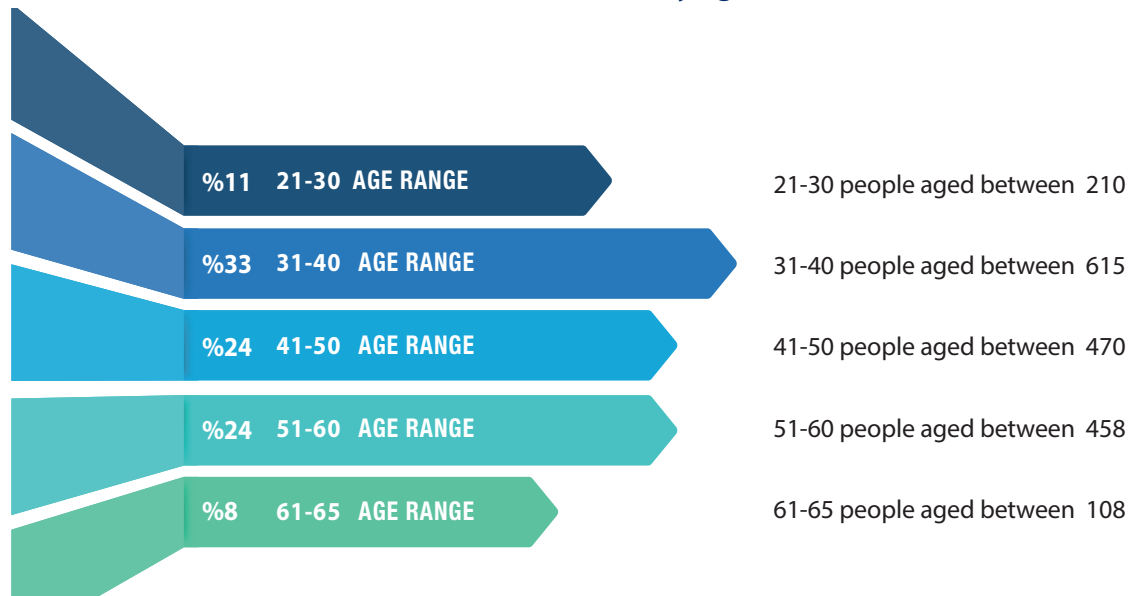 %11 21-30 AGE RANGE 21-30 people aged between 210
%33 31-40 AGE RANGE 31-40 people aged between 615
%24 41-50 AGE RANGE 41-50 people aged between 470
%24 51-60 AGE RANGE 51-60 people aged between 458
%8 61-65 AGE RANGE 61-65 people aged between 108